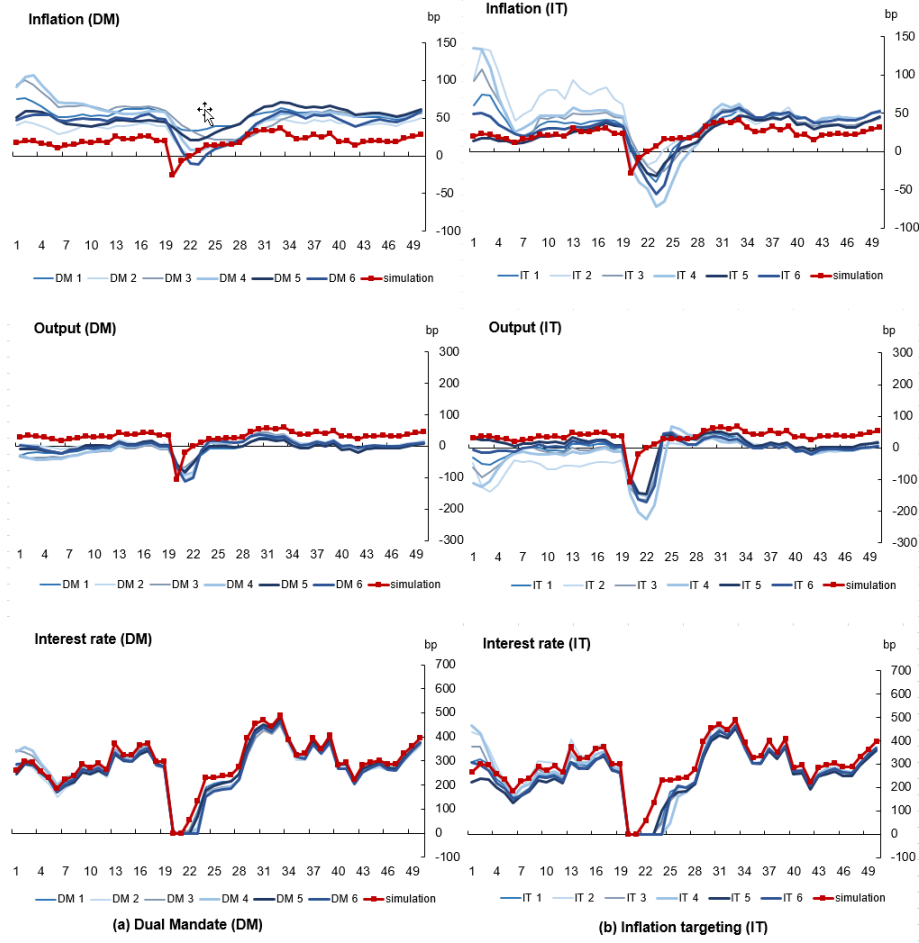 Inflation (DM)
bp
150
100
50
0
-50
-100
1 4 7 10 13 16 19 22 25 28 31 34 37 40 43 46 49
DM 1 DM 2 DM 3 DM 4 DM 5 DM 6 simulation
Inflation (IT)
bp
150
100
50
0
-50
-100
1 4 7 10 13 16 19 22 25 28 31 34 37 40 43 46 49
IT 1 IT 2 IT 3 IT 4 IT 5 IT 6 simulation
Output (DM)
bp
300
200
100
0
-100
-200
-300
1 4 7 10 13 16 19 22 25 28 31 34 37 40 43 46 49
DM 1 DM 2 DM 3 DM 4 DM 5 DM 6 simulation
Output (IT)
bp
300
200
100
0
-100
-200
-300
1 4 7 10 13 16 19 22 25 28 31 34 37 40 43 46 49
IT 1 IT 2 IT 3 IT 4 IT 5 IT 6 simulation
Interest rate (DM)
bp
700
600
500
400
300
200
100
0
-100
1 4 7 10 13 16 19 22 25 28 31 34 37 40 43 46 49
DM 1 DM 2 DM 3 DM 4 DM 5 DM 6 simulation
(a) Dual Mandate (DM)
Interest rate (IT)
bp
700
600
500
400
300
200
100
0
-100
1 4 7 10 13 16 19 22 25 28 31 34 37 40 43 46 49
IT 1 IT 2 IT 3 IT 4 IT 5 IT 6 simulation
(b) Inflation targeting (IT)